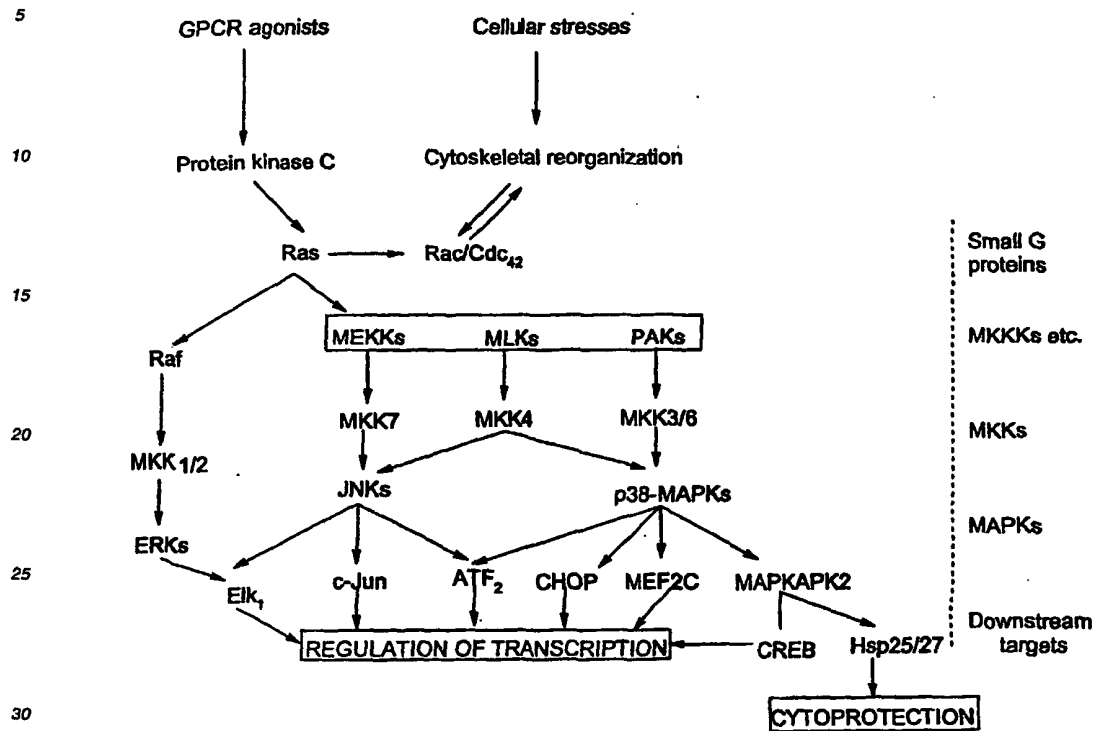 5
GPCR agonists Cellular stresses
10
Protein kinase C Cytoskeletal reorganization
Ras Rac/Cdc42 Small G
proteins
15
MEKKs MLKs PAKs MKKKs etc.
Raf
MKK7 MKK4 MKK3/6 MKKs
20
MKK 1/2
JNKs p38-MAPKs
MAPKs
ERKs
25
c-Jun ATF2 CHOP MEF2C MAPKAPK2
Elk1
Downstream
targets
REGULATION OF TRANSCRIPTION CREB Hsp25/27
30
CYTOPROTECTION